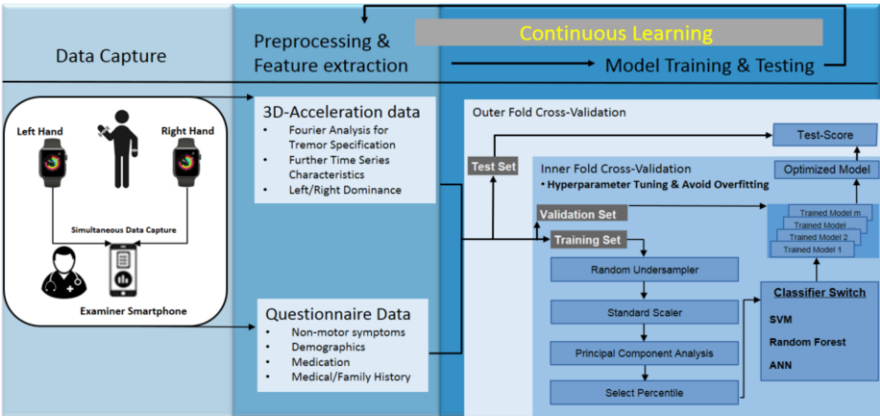 Data Capture
Preprocessing &
Feature extraction
Continuous Learning
Model Training & Testing
Left Hand
Right Hand
Simultaneous Data Capture
Examiner Smartphone
3D-Acceleration data
• Fourier Analysis for
Tremor Specification
• Further Time Series
Characteristics
• Left/Right Dominance
Questionnaire Data
• Non-motor symptoms
• Demographics
• Medication
• Medical/Family History
Outer Fold Cross-Validation
Test Set
Test-Score
Inner Fold Cross-Validation
• Hyperparameter Tuning & Avoid Overfitting
Optimized Model
Validation Set
Training Set
Trained Model m
Trained Model ...
Trained Model 2
Trained Model 1
Random Undersampler
Standard Scaler
Principal Component Analysis
Select Percentile
Classifier Switch
SVM
Random Forest
ANN